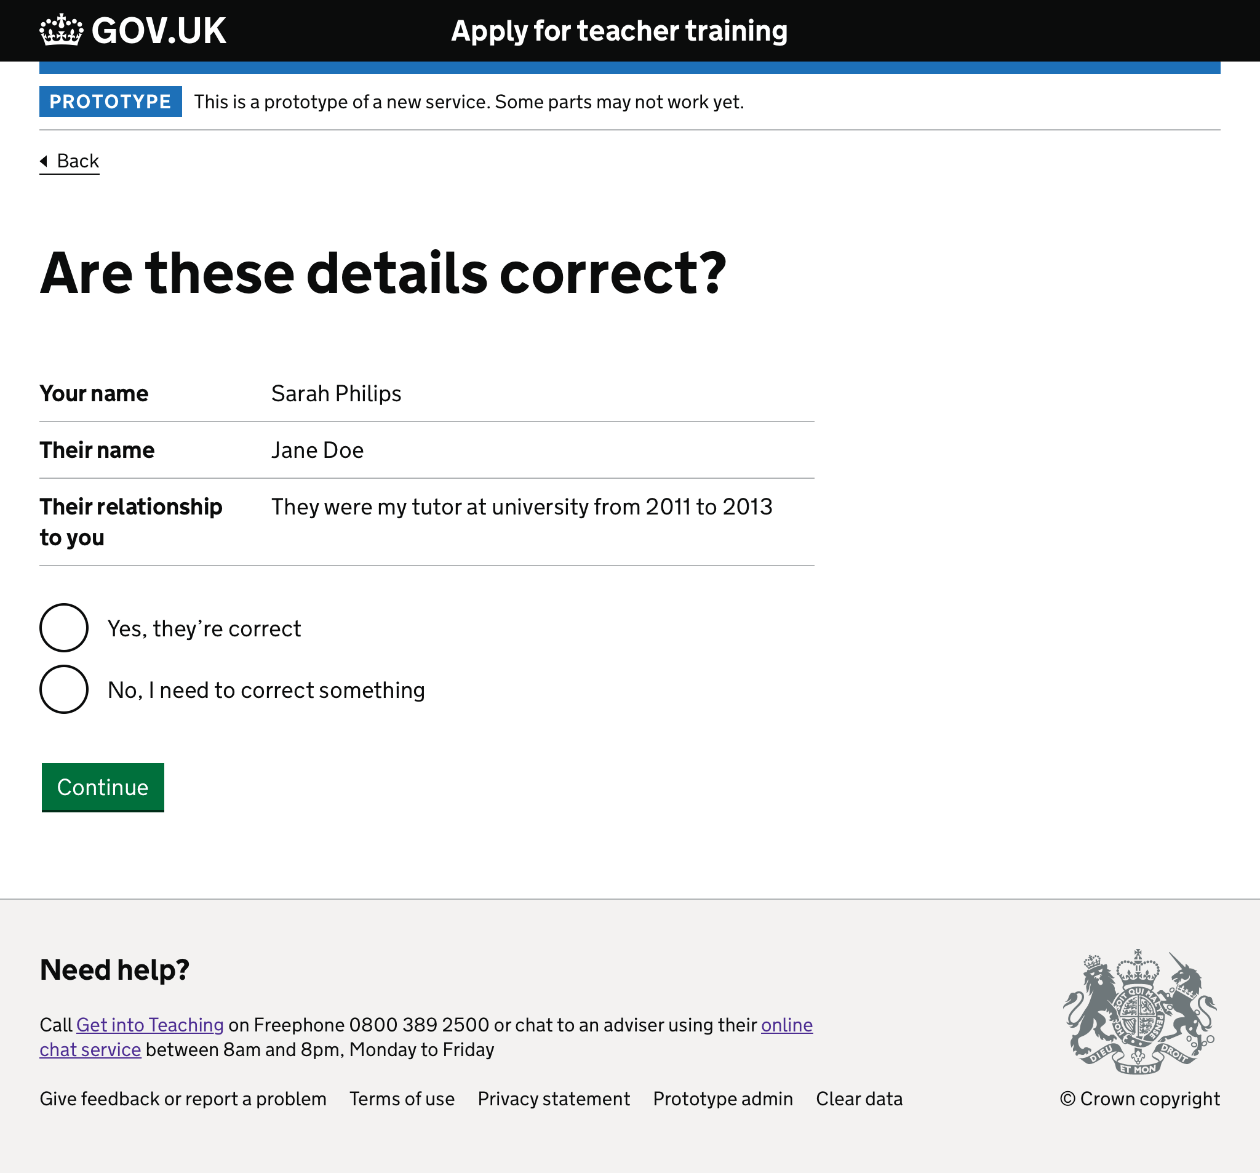 GOV.UK
Apply for teacher training
PROTOTYPE This is a prototype of a new service. Some parts may not work yet.
Back
Are these details correct?
Your name Sarah Philips
Their name Jane Doe
Their relationship They were my tutor at university from 2011 to 2013
to you
Yes, they’re correct
No, I need to correct something
Continue
Need help?
Call Get into Teaching on Freephone 0800 389 2500 or chat to an adviser using their online
chat service between 8am and 8pm, Monday to Friday
DIEU ET MON DROIT
Give feedback or report a problem Terms of use Privacy statement Prototype admin Clear data © Crown copyright